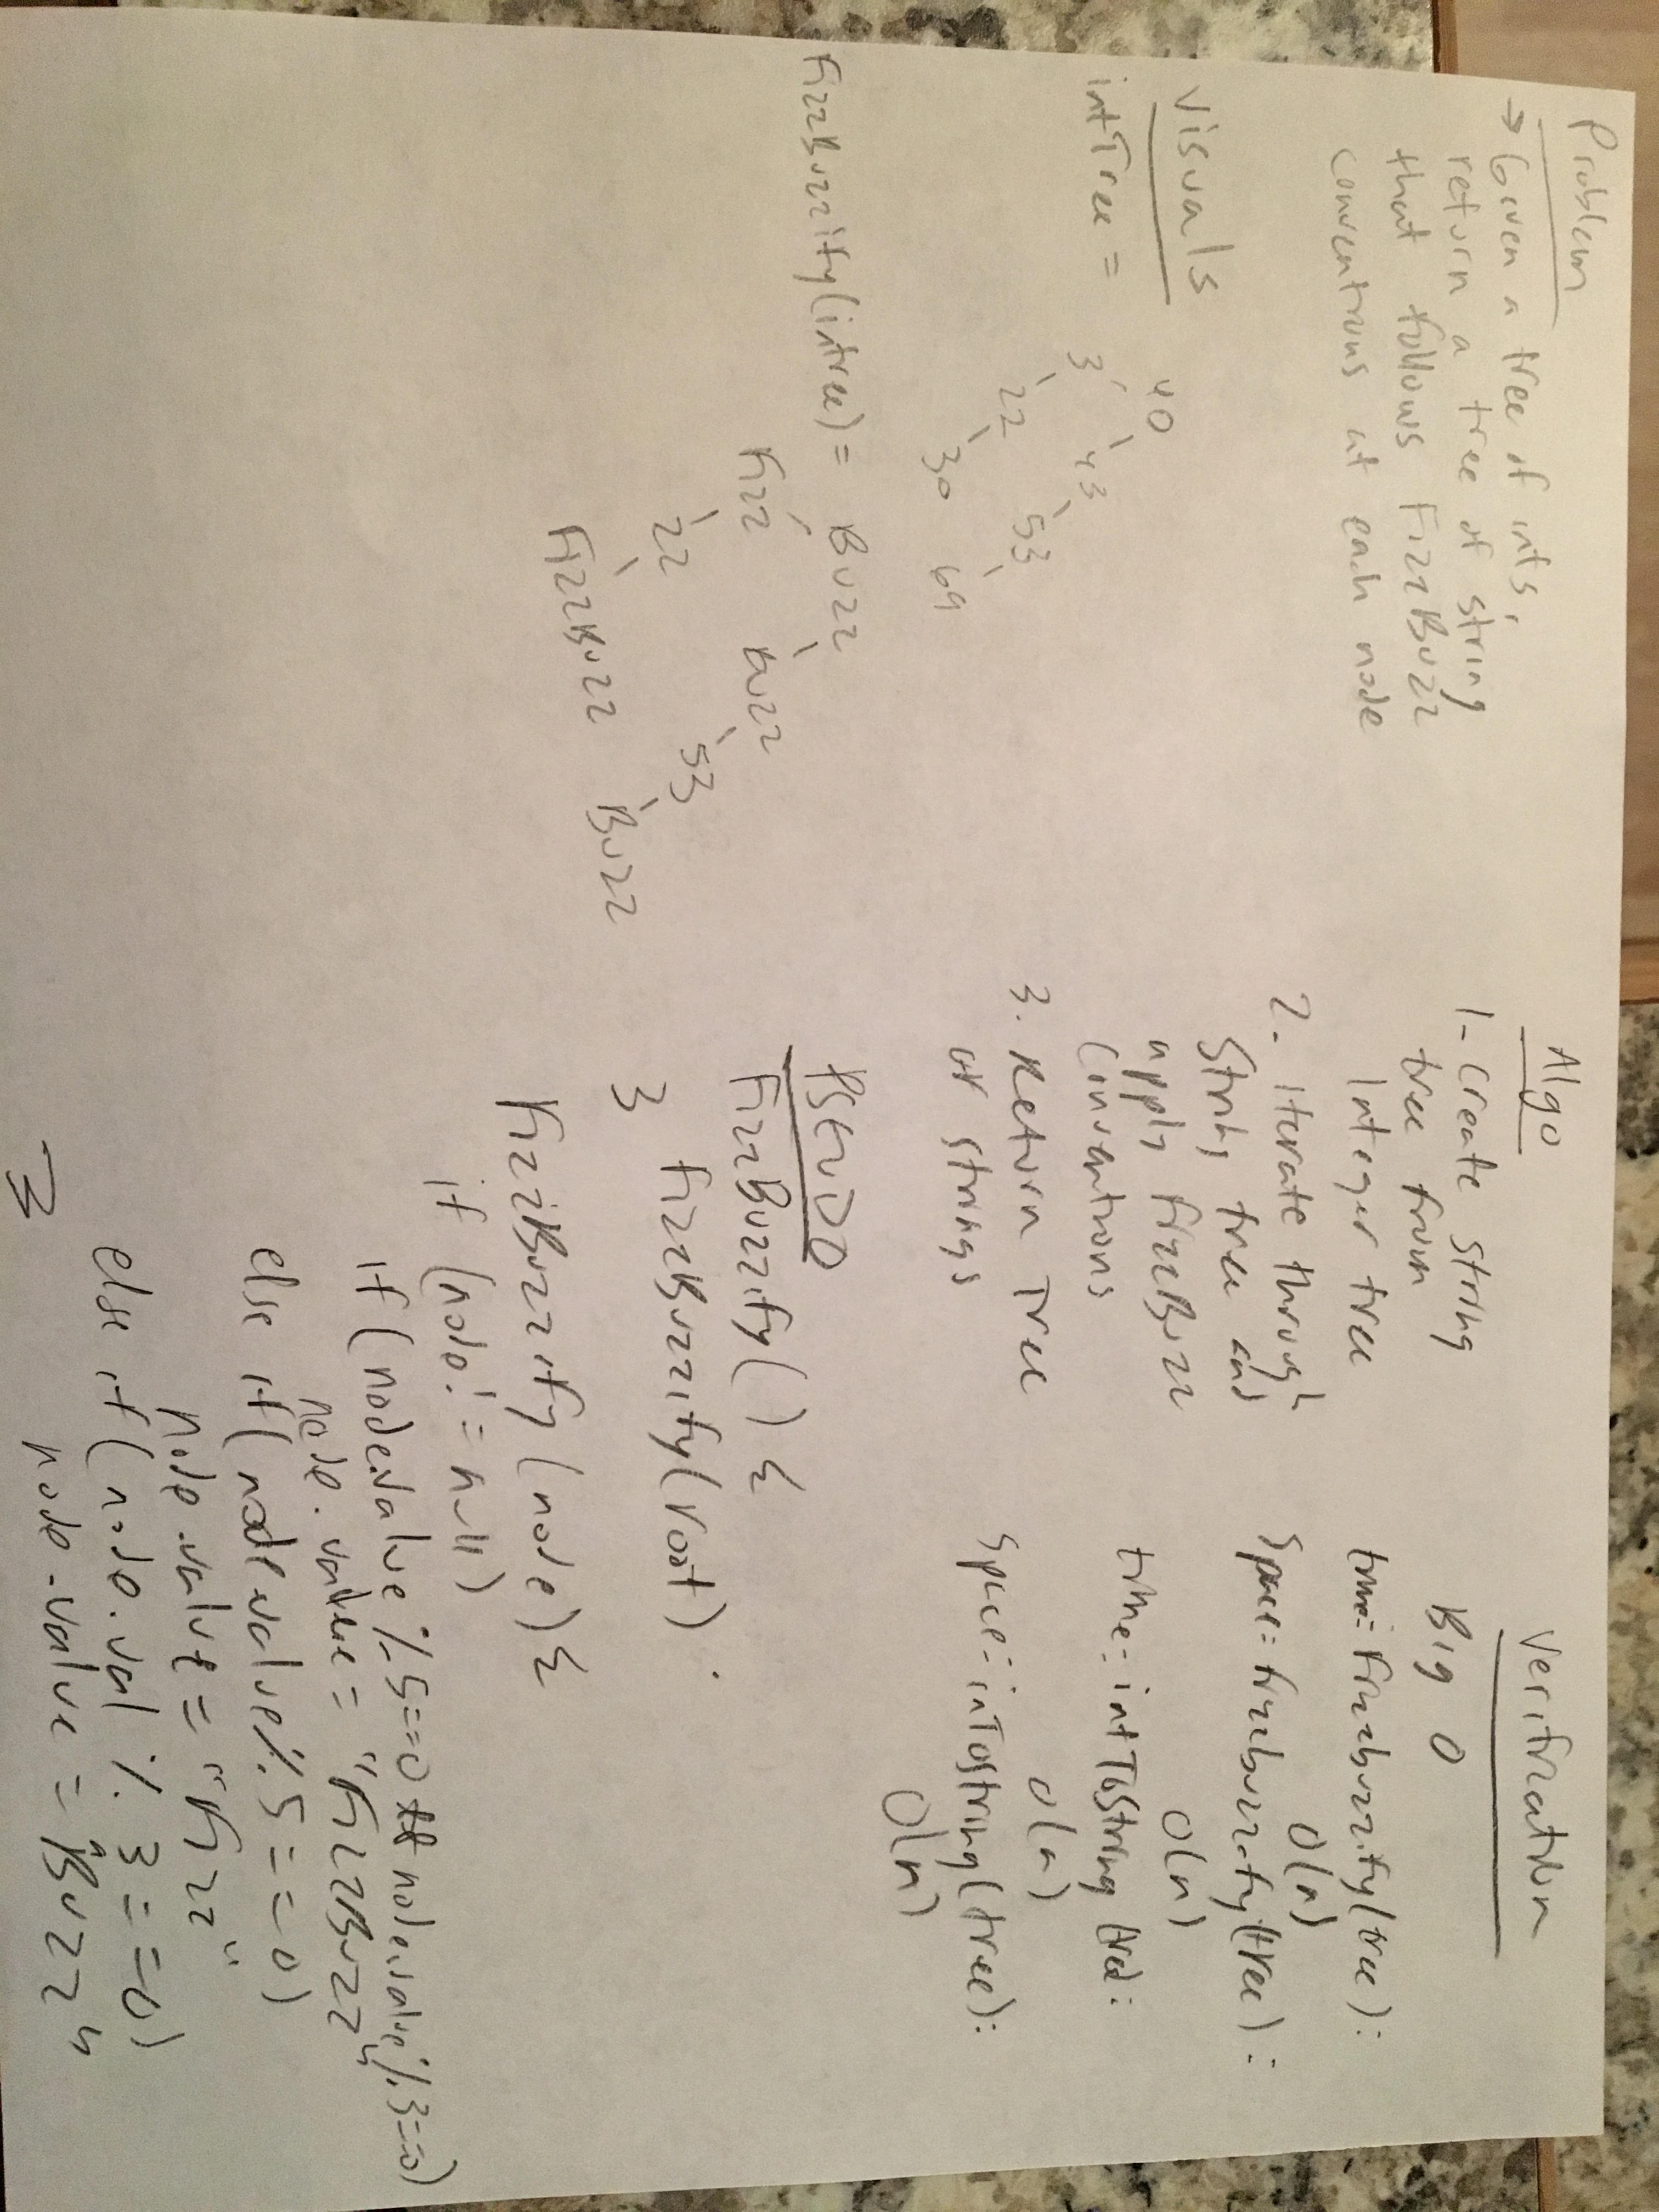 Problem
→ Given a tree of ints,
return a tree of string
that follows FizzBuzz
conventions at each node
Visuals
intTree =
40
3 43
22 53
30 69
FizzBuzzify(intree) = Buzz
Fizz Buzz
22 53
FizzBuzz Buzz
Algo
1- Create string
tree from
integer tree
2. iterate through
string tree and
apply FizzBuzz
conventions
3. Return Tree
of strings
PSEUDO
FizzBuzzify() {
FizzBuzzify(root)
}
FizzBuzzify(node) {
if (node != null)
if (node.value % 5==0 && node.value % 3==0)
node.value = "FizzBuzz"
else if (node.value % 5 == 0)
node.value = "Fizz"
else if (node.val % 3 == 0)
node.value = "Buzz"
Verification
Big O
time: fizzbuzzify(tree):
O(n)
Space: fizzbuzzify(tree):
O(n)
time: intToString(tree):
O(n)
Space: inToString(tree):
O(n)